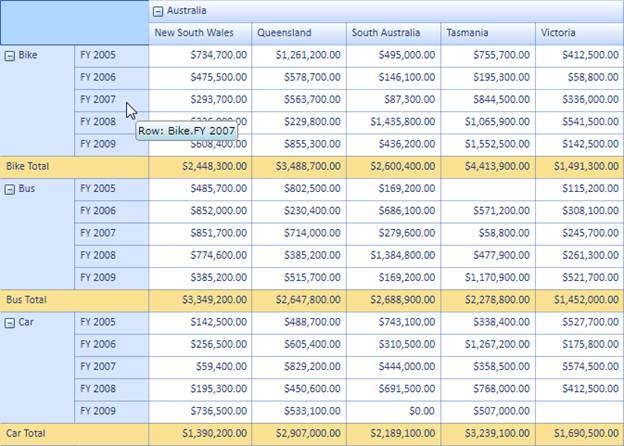 Australia
New South Wales Queensland South Australia Tasmania Victoria
Bike FY 2005 $734,700.00 $1,261,200.00 $495,000.00 $755,700.00 $412,500.00
FY 2006 $475,500.00 $578,700.00 $146,100.00 $195,300.00 $58,800.00
FY 2007 $293,700.00 $563,700.00 $87,300.00 $844,500.00 $336,000.00
FY 2008 $229,800.00 $1,435,800.00 $1,065,900.00 $541,500.00
Row: Bike.FY 2007
FY 2009 $608,400.00 $855,300.00 $436,200.00 $1,552,500.00 $142,500.00
Bike Total $2,448,300.00 $3,488,700.00 $2,600,400.00 $4,413,900.00 $1,491,300.00
Bus FY 2005 $485,700.00 $802,500.00 $169,200.00 $115,200.00
FY 2006 $852,000.00 $230,400.00 $686,100.00 $571,200.00 $308,100.00
FY 2007 $851,700.00 $714,000.00 $279,600.00 $58,800.00 $245,700.00
FY 2008 $774,600.00 $385,200.00 $1,384,800.00 $477,900.00 $261,300.00
FY 2009 $385,200.00 $515,700.00 $169,200.00 $1,170,900.00 $521,700.00
Bus Total $3,349,200.00 $2,647,800.00 $2,688,900.00 $2,278,800.00 $1,452,000.00
Car FY 2005 $142,500.00 $488,700.00 $743,100.00 $338,400.00 $527,700.00
FY 2006 $256,500.00 $605,400.00 $310,500.00 $1,267,200.00 $175,800.00
FY 2007 $59,400.00 $829,200.00 $444,000.00 $358,500.00 $574,500.00
FY 2008 $195,300.00 $450,600.00 $691,500.00 $768,000.00 $412,500.00
FY 2009 $736,500.00 $533,100.00 $0.00 $507,000.00
Car Total $1,390,200.00 $2,907,000.00 $2,189,100.00 $3,239,100.00 $1,690,500.00